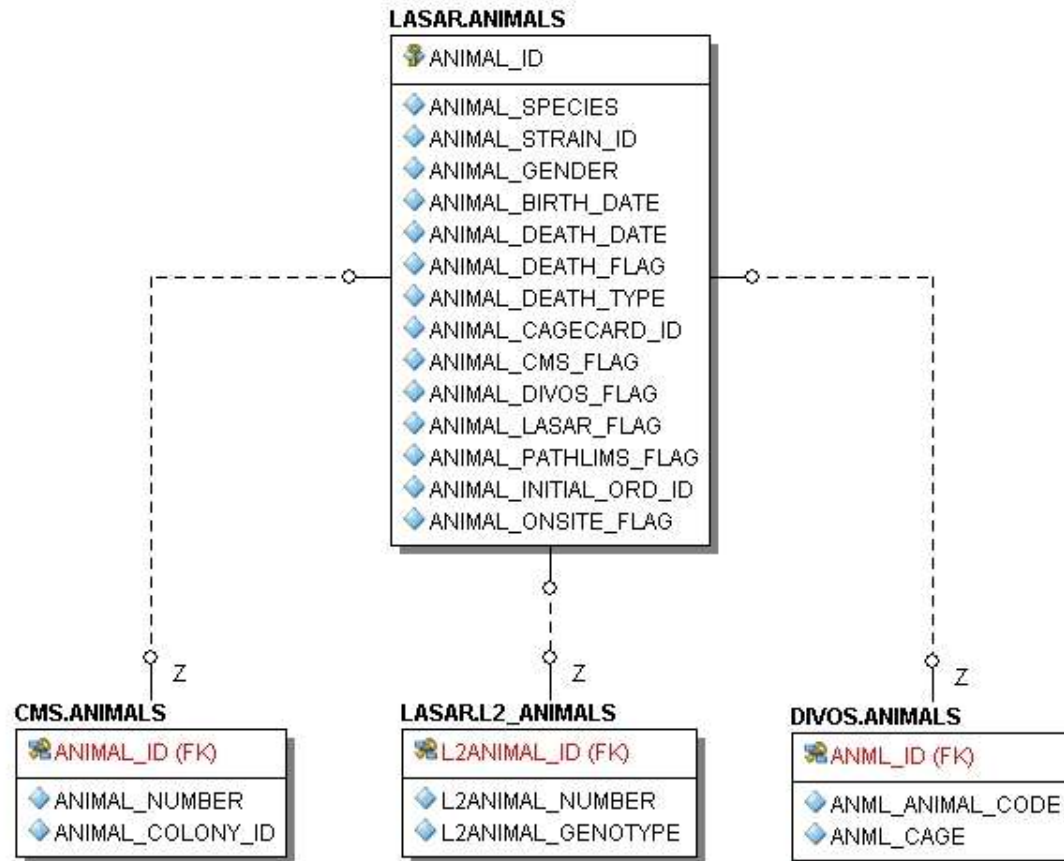 LASAR.ANIMALS
ANIMAL_ID
ANIMAL_SPECIES
ANIMAL_STRAIN_ID
ANIMAL_GENDER
ANIMAL_BIRTH_DATE
ANIMAL_DEATH_DATE
ANIMAL_DEATH_FLAG
ANIMAL_DEATH_TYPE
ANIMAL_CAGECARD_ID
ANIMAL_CMS_FLAG
ANIMAL_DIVOS_FLAG
ANIMAL_LASAR_FLAG
ANIMAL_PATHLIMS_FLAG
ANIMAL_INITIAL_ORD_ID
ANIMAL_ONSITE_FLAG
Z
CMS.ANIMALS
ANIMAL_ID (FK)
ANIMAL_NUMBER
ANIMAL_COLONY_ID
Z
LASAR.L2_ANIMALS
L2ANIMAL_ID (FK)
L2ANIMAL_NUMBER
L2ANIMAL_GENOTYPE
Z
DIVOS.ANIMALS
ANML_ID (FK)
ANML_ANIMAL_CODE
ANML_CAGE